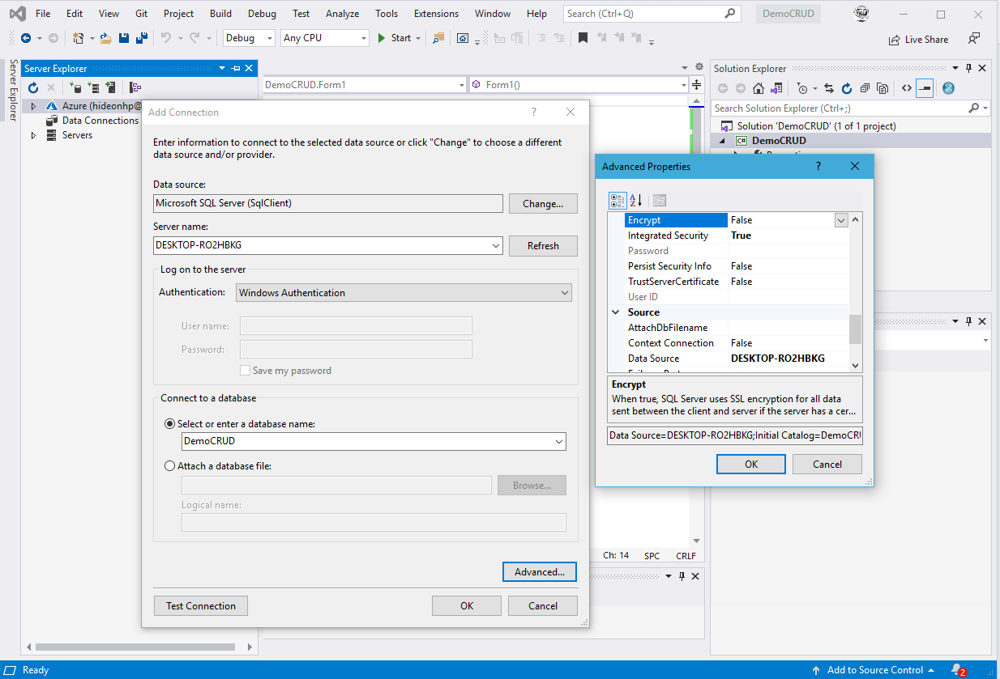 File Edit View Git Project Build Debug Test Analyze Tools Extensions Window Help Search (Ctrl+Q) DemoCRUD
Debug Any CPU Start Live Share
Server Explorer
Server Explorer
Azure (hideonhp@
Data Connections
Servers
DemoCRUD.Form1 Form1()
Ch: 14 SPC CRLF
Add Connection ?
Enter information to connect to the selected data source or click "Change" to choose a different
data source and/or provider.
Data source:
Microsoft SQL Server (SqlClient) Change...
Server name:
DESKTOP-RO2HBKG Refresh
Log on to the server
Authentication: Windows Authentication
User name:
Password:
Save my password
Connect to a database
Select or enter a database name:
DemoCRUD
Attach a database file:
Browse...
Logical name:
Advanced...
Test Connection OK Cancel
Solution Explorer
Search Solution Explorer (Ctrl+;)
Solution 'DemoCRUD' (1 of 1 project)
C# DemoCRUD
Advanced Properties ?
Encrypt False
Integrated Security True
Password
Persist Security Info False
TrustServerCertificate False
User ID
Source
AttachDbFilename
Context Connection False
Data Source DESKTOP-RO2HBKG
Encrypt
When true, SQL Server uses SSL encryption for all data
sent between the client and server if the server has a cer...
Data Source=DESKTOP-RO2HBKG;Initial Catalog=DemoCRU
OK Cancel
Ready Add to Source Control 2